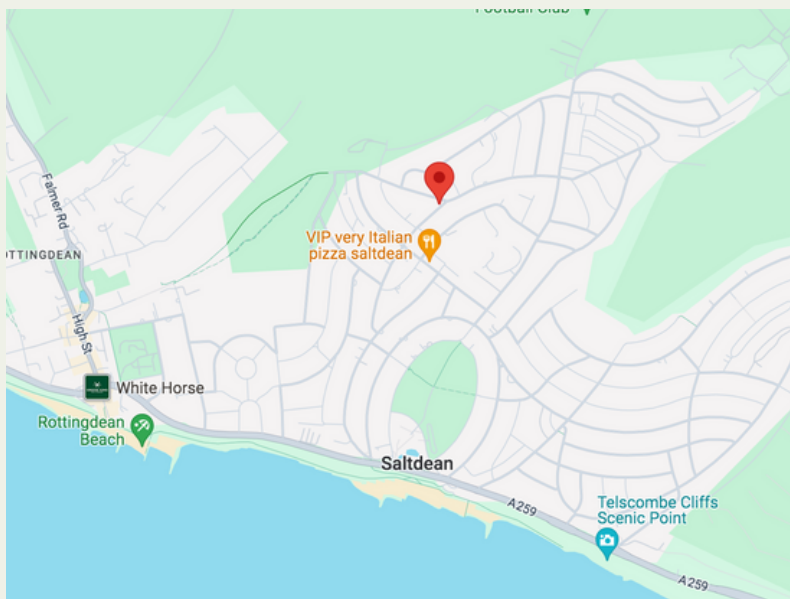 Football Club
Falmer Rd
VIP very Italian
pizza saltdean
OTTINGDEAN
High St
White Horse
Rottingdean
Beach
Saltdean
A259
Telscombe Cliffs
Scenic Point
A259